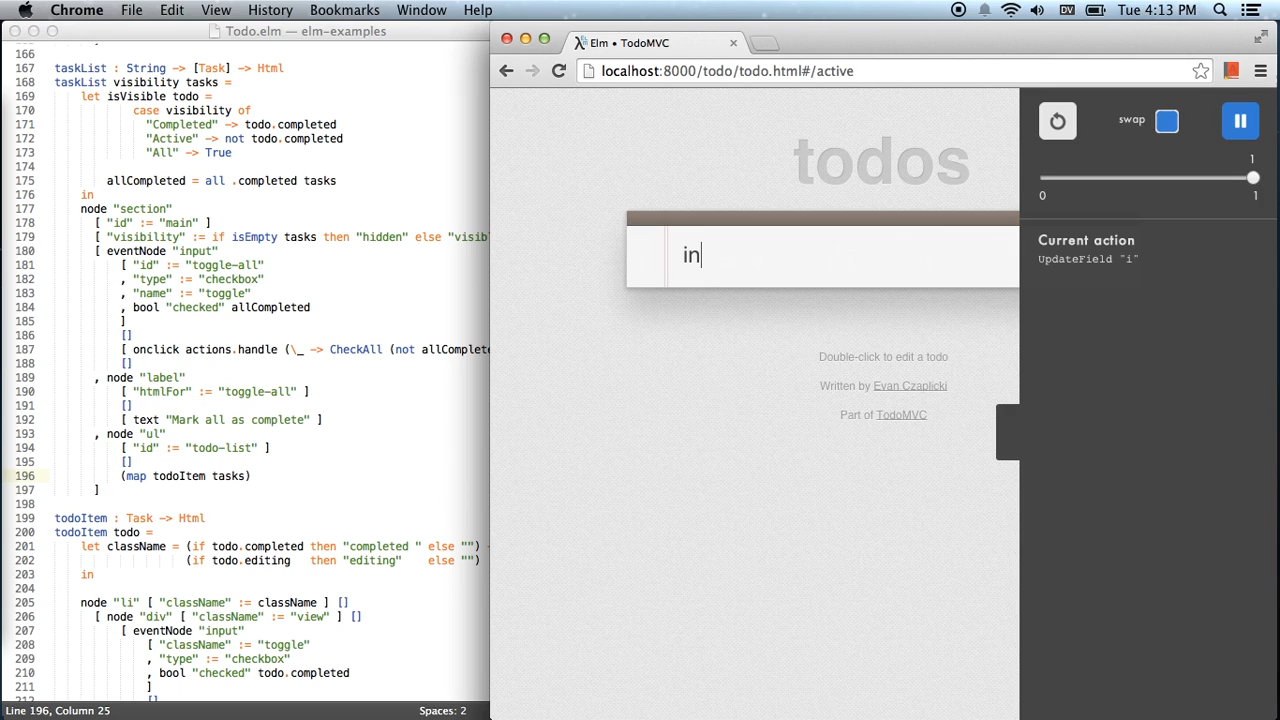 Chrome File Edit View History Bookmarks Window Help DV Tue 4:13 PM
Todo.elm — elm-examples
166
167 taskList : String -> [Task] -> Html
168 taskList visibility tasks =
169 let isVisible todo =
170 case visibility of
171 "Completed" -> todo.completed
172 "Active" -> not todo.completed
173 "All" -> True
174
175 allCompleted = all .completed tasks
176 in
177 node "section"
178 [ "id" := "main" ]
179 [ "visibility" := if isEmpty tasks then "hidden" else "visib
180 [ eventNode "input"
181 [ "id" := "toggle-all"
182 , "type" := "checkbox"
183 , "name" := "toggle"
184 , bool "checked" allCompleted
185 ]
186 []
187 [ onclick actions.handle (\_ -> CheckAll (not allComplete
188 []
189 , node "label"
190 [ "htmlFor" := "toggle-all" ]
191 []
192 [ text "Mark all as complete" ]
193 , node "ul"
194 [ "id" := "todo-list" ]
195 []
196 (map todoItem tasks)
197 ]
198
199 todoItem : Task -> Html
200 todoItem todo =
201 let className = (if todo.completed then "completed " else "")
202 (if todo.editing then "editing" else "")
203 in
204
205 node "li" [ "className" := className ] []
206 [ node "div" [ "className" := "view" ] []
207 [ eventNode "input"
208 [ "className" := "toggle"
209 , "type" := "checkbox"
210 , bool "checked" todo.completed
211 ]
Line 196, Column 25 Spaces: 2
Elm • TodoMVC
localhost:8000/todo/todo.html#/active
todos
in
Double-click to edit a todo
Written by Evan Czaplicki
Part of TodoMVC
swap
1
0 1
Current action
UpdateField "i"